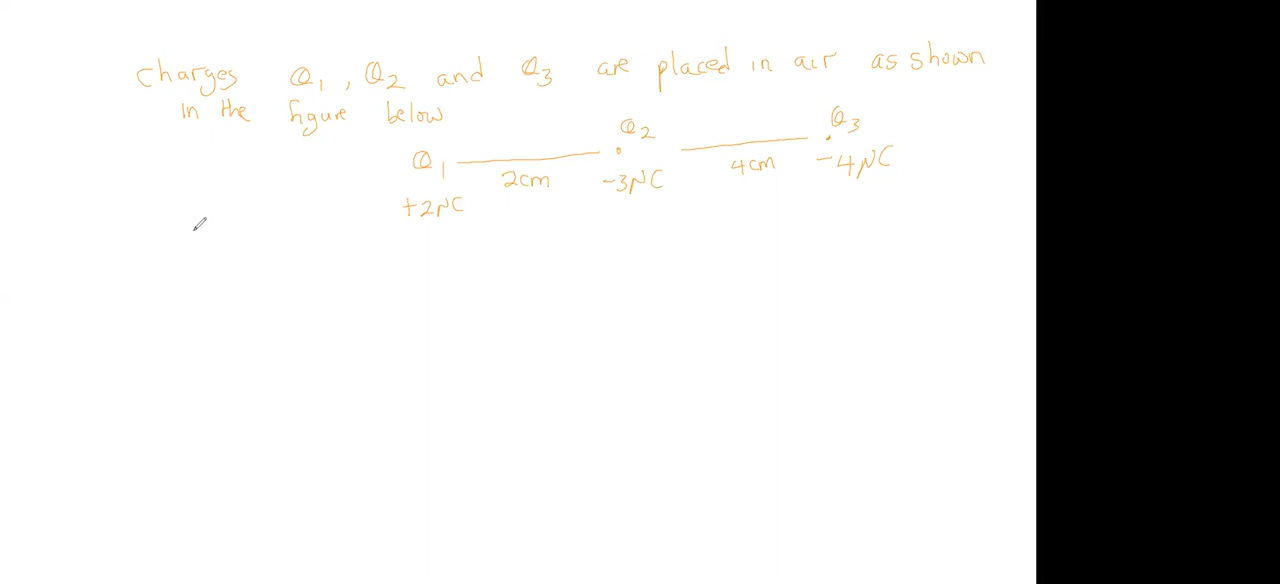 Charges Q1, Q2 and Q3 are placed in air as shown
in the figure below
Q1 Q2 Q3
2cm 4cm
+2μC -3μC -4μC